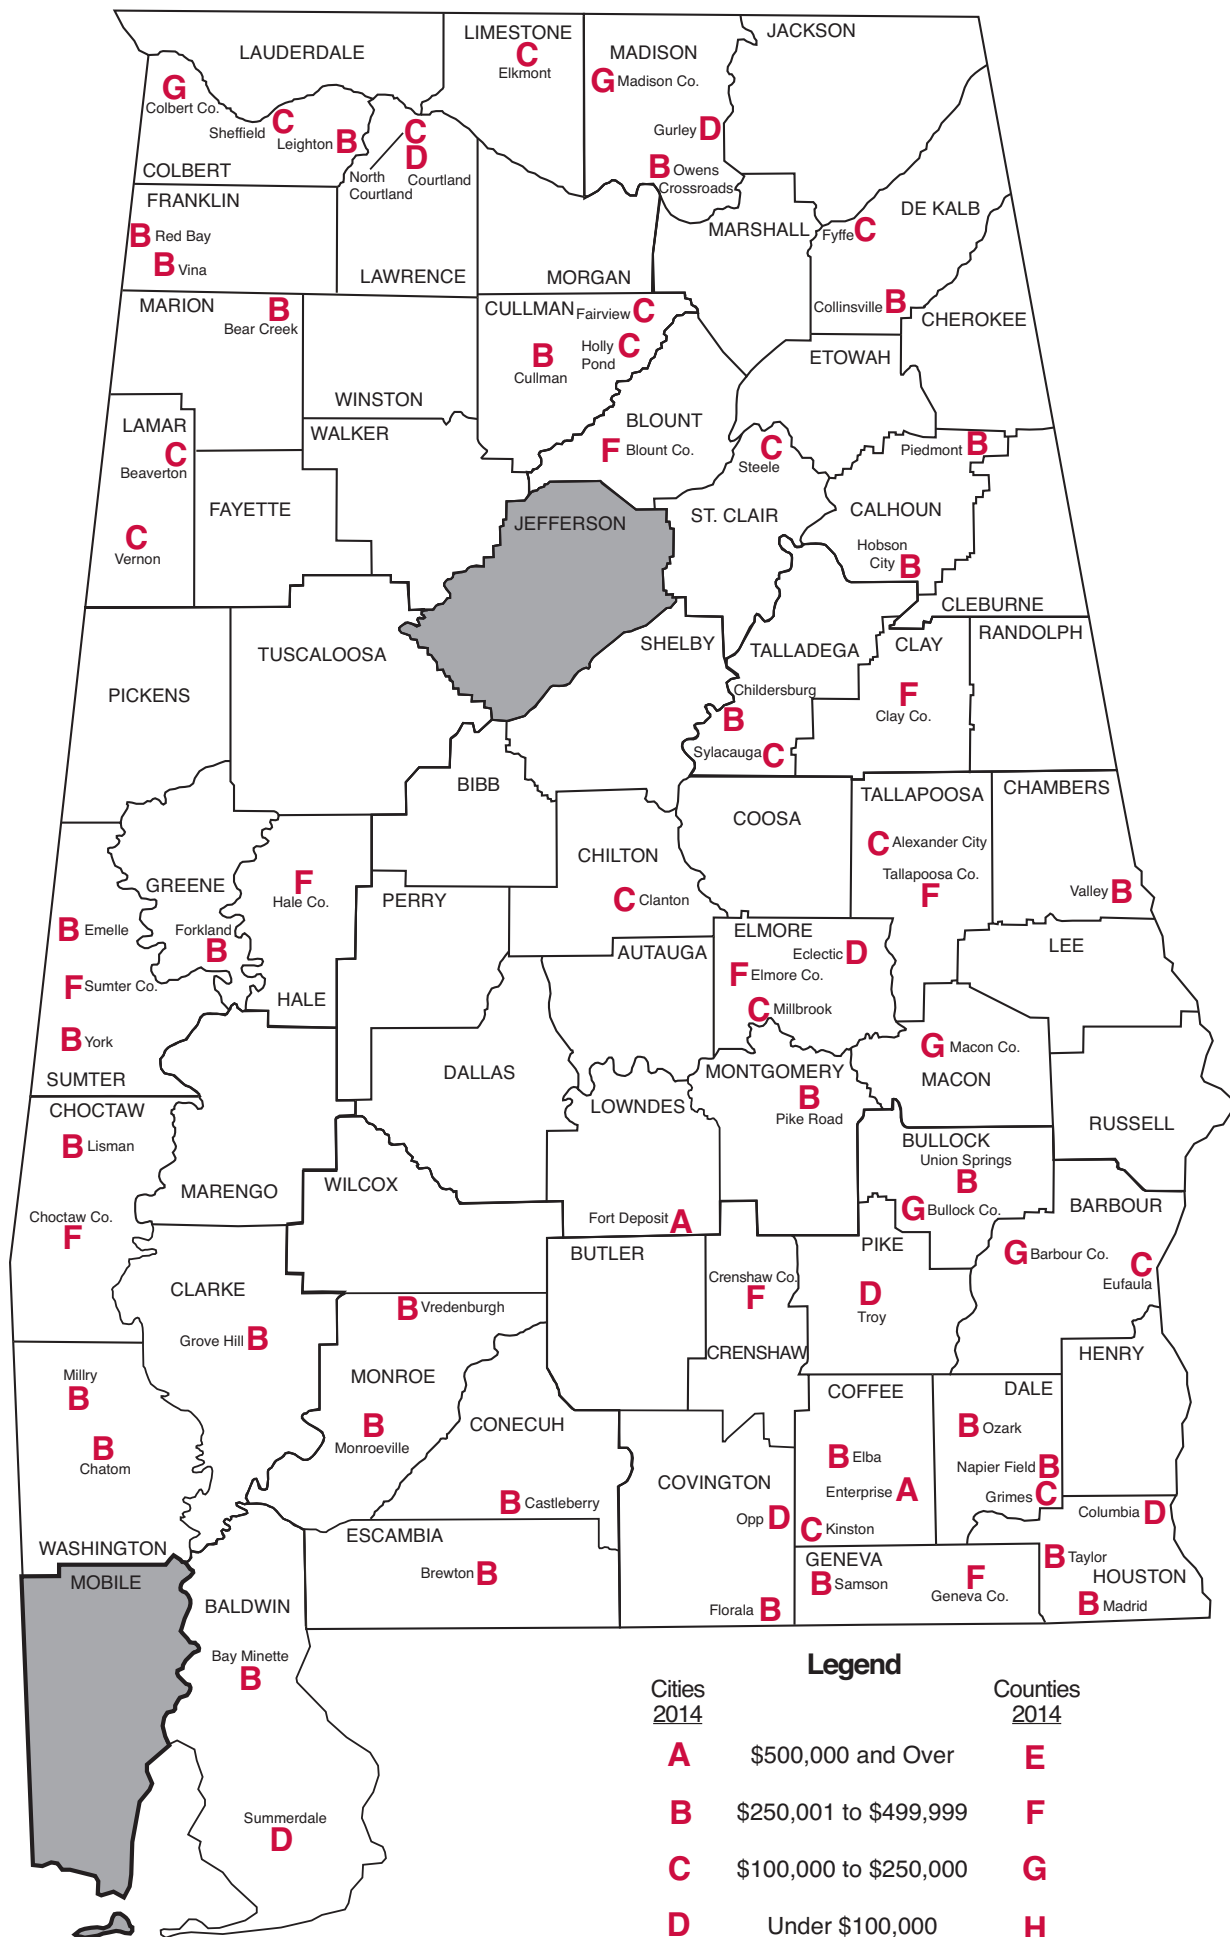 LAUDERDALE
LIMESTONE
C
Elkmont
MADISON
G Madison Co.
JACKSON
G
Colbert Co.
Sheffield C
Leighton B
COLBERT
C
D
North
Courtland
Courtland
Gurley D
B Owens
Crossroads
FRANKLIN
B Red Bay
B Vina
LAWRENCE
MORGAN
MARSHALL
DE KALB
Fyffe C
Collinsville B
CHEROKEE
MARION
B
Bear Creek
WINSTON
CULLMAN
Fairview C
Holly
Pond C
B
Cullman
ETOWAH
LAMAR
C
Beaverton
C
Vernon
WALKER
FAYETTE
BLOUNT
F Blount Co.
C
Steele
ST. CLAIR
Piedmont B
CALHOUN
Hobson
City B
CLEBURNE
JEFFERSON
PICKENS
TUSCALOOSA
SHELBY
TALLADEGA
Childersburg
B
Sylacauga C
CLAY
F
Clay Co.
RANDOLPH
BIBB
COOSA
TALLAPOOSA
C Alexander City
Tallapoosa Co.
F
CHAMBERS
Valley B
GREENE
Forkland
B
F
Hale Co.
HALE
PERRY
CHILTON
C Clanton
B Emelle
F Sumter Co.
B York
SUMTER
AUTAUGA
ELMORE
Eclectic D
F Elmore Co.
C Millbrook
LEE
G Macon Co.
MACON
RUSSELL
DALLAS
LOWNDES
MONTGOMERY
B
Pike Road
CHOCTAW
B Lisman
Choctaw Co.
F
MARENGO
WILCOX
Fort Deposit A
BULLOCK
Union Springs
B
G Bullock Co.
BARBOUR
G Barbour Co.
C
Eufaula
CLARKE
Grove Hill B
BUTLER
Crenshaw Co.
F
CRENSHAW
PIKE
D
Troy
B Vredenburgh
MONROE
B
Monroeville
Millry
B
B
Chatom
WASHINGTON
CONECUH
B Castleberry
COVINGTON
Opp D
Florala B
COFFEE
B Elba
Enterprise A
C Kinston
DALE
B Ozark
Napier Field B
Grimes C
HENRY
Columbia D
B Taylor
HOUSTON
B Madrid
ESCAMBIA
Brewton B
GENEVA
B Samson
F
Geneva Co.
MOBILE
BALDWIN
Bay Minette
B
Summerdale
D
Legend
Cities
2014
Counties
2014
A $500,000 and Over E
B $250,001 to $499,999 F
C $100,000 to $250,000 G
D Under $100,000 H